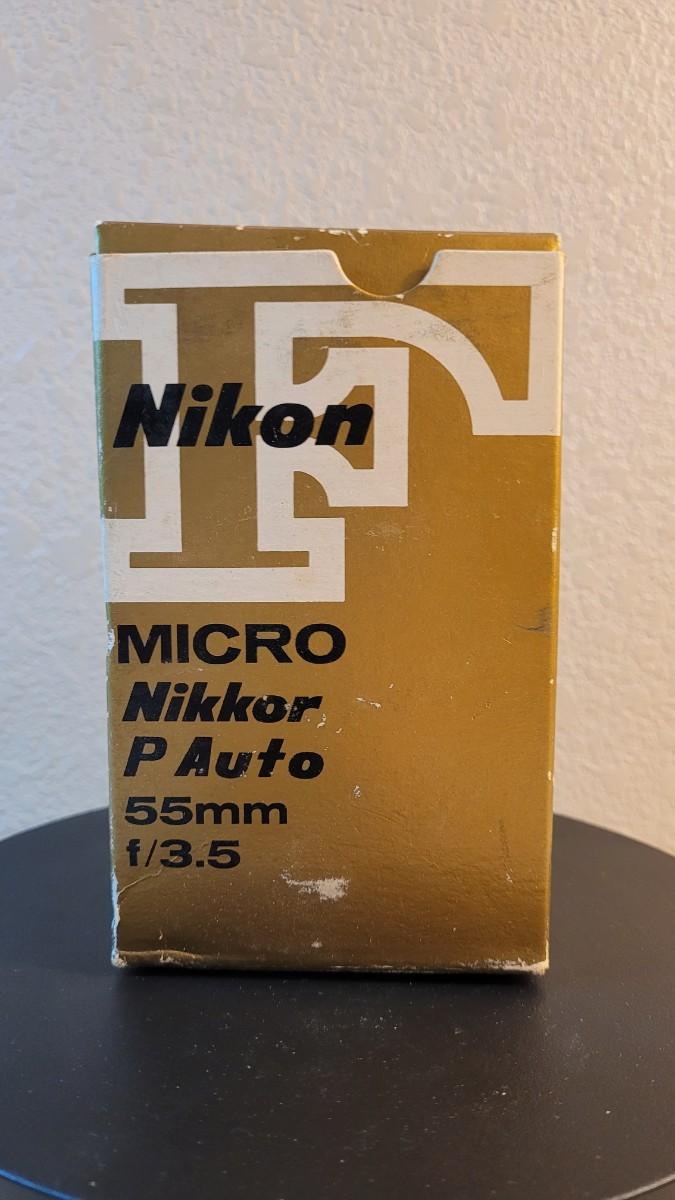 F
Nikon
MICRO
Nikkor
P Auto
55mm
f/3.5